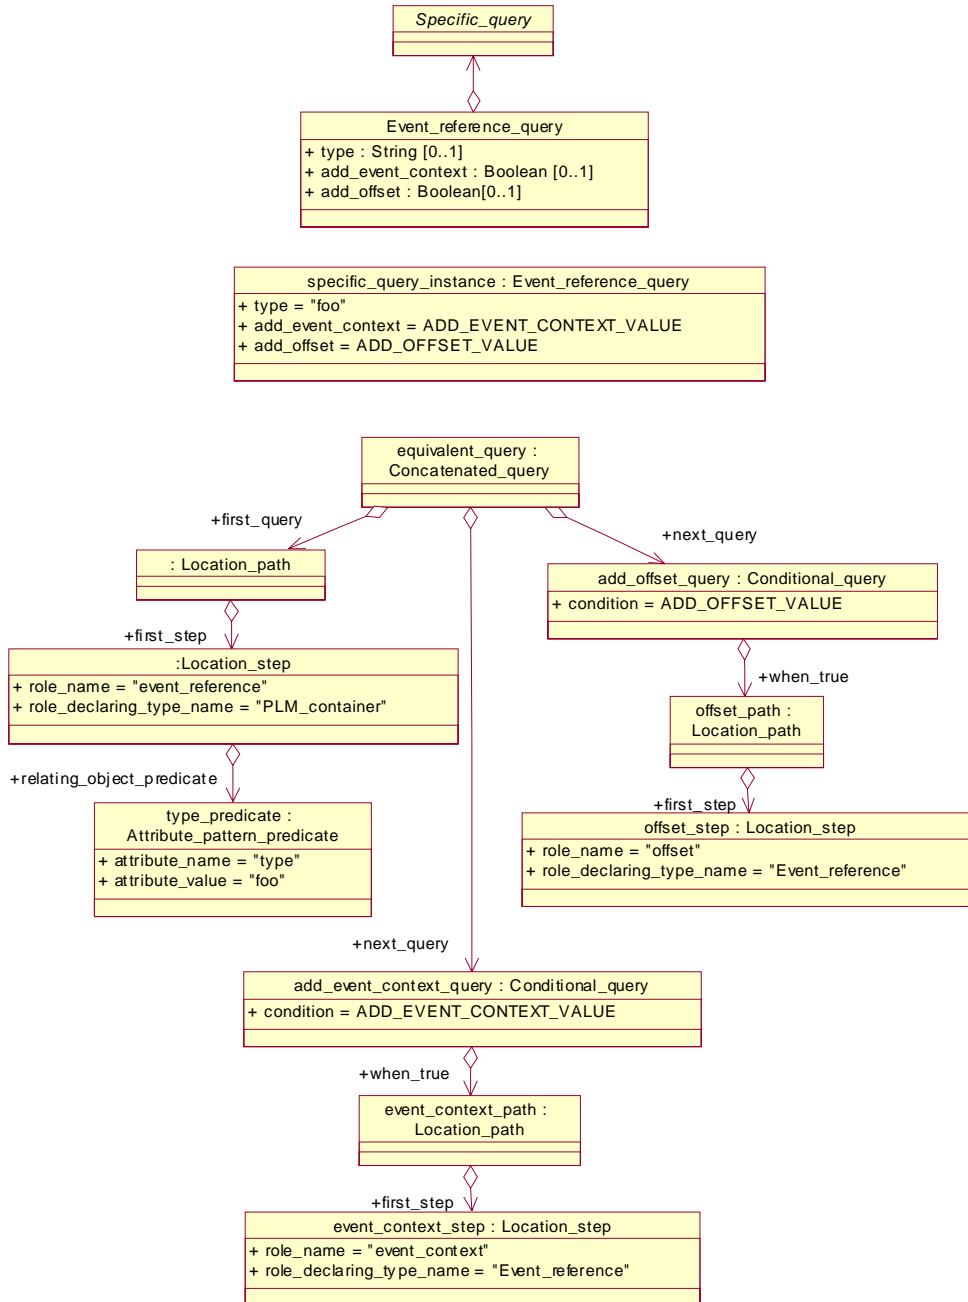 Specific_query
Event_reference_query
+ type : String [0..1]
+ add_event_context : Boolean [0..1]
+ add_offset : Boolean[0..1]
specific_query_instance : Event_reference_query
+ type = "foo"
+ add_event_context = ADD_EVENT_CONTEXT_VALUE
+ add_offset = ADD_OFFSET_VALUE
equivalent_query :
Concatenated_query
+first_query
+next_query
: Location_path
add_offset_query : Conditional_query
+ condition = ADD_OFFSET_VALUE
+first_step
:Location_step
+ role_name = "event_reference"
+ role_declaring_type_name = "PLM_container"
+when_true
offset_path :
Location_path
+relating_object_predicate
+first_step
type_predicate :
Attribute_pattern_predicate
+ attribute_name = "type"
+ attribute_value = "foo"
offset_step : Location_step
+ role_name = "offset"
+ role_declaring_type_name = "Event_reference"
+next_query
add_event_context_query : Conditional_query
+ condition = ADD_EVENT_CONTEXT_VALUE
+when_true
event_context_path :
Location_path
+first_step
event_context_step : Location_step
+ role_name = "event_context"
+ role_declaring_type_name = "Event_reference"